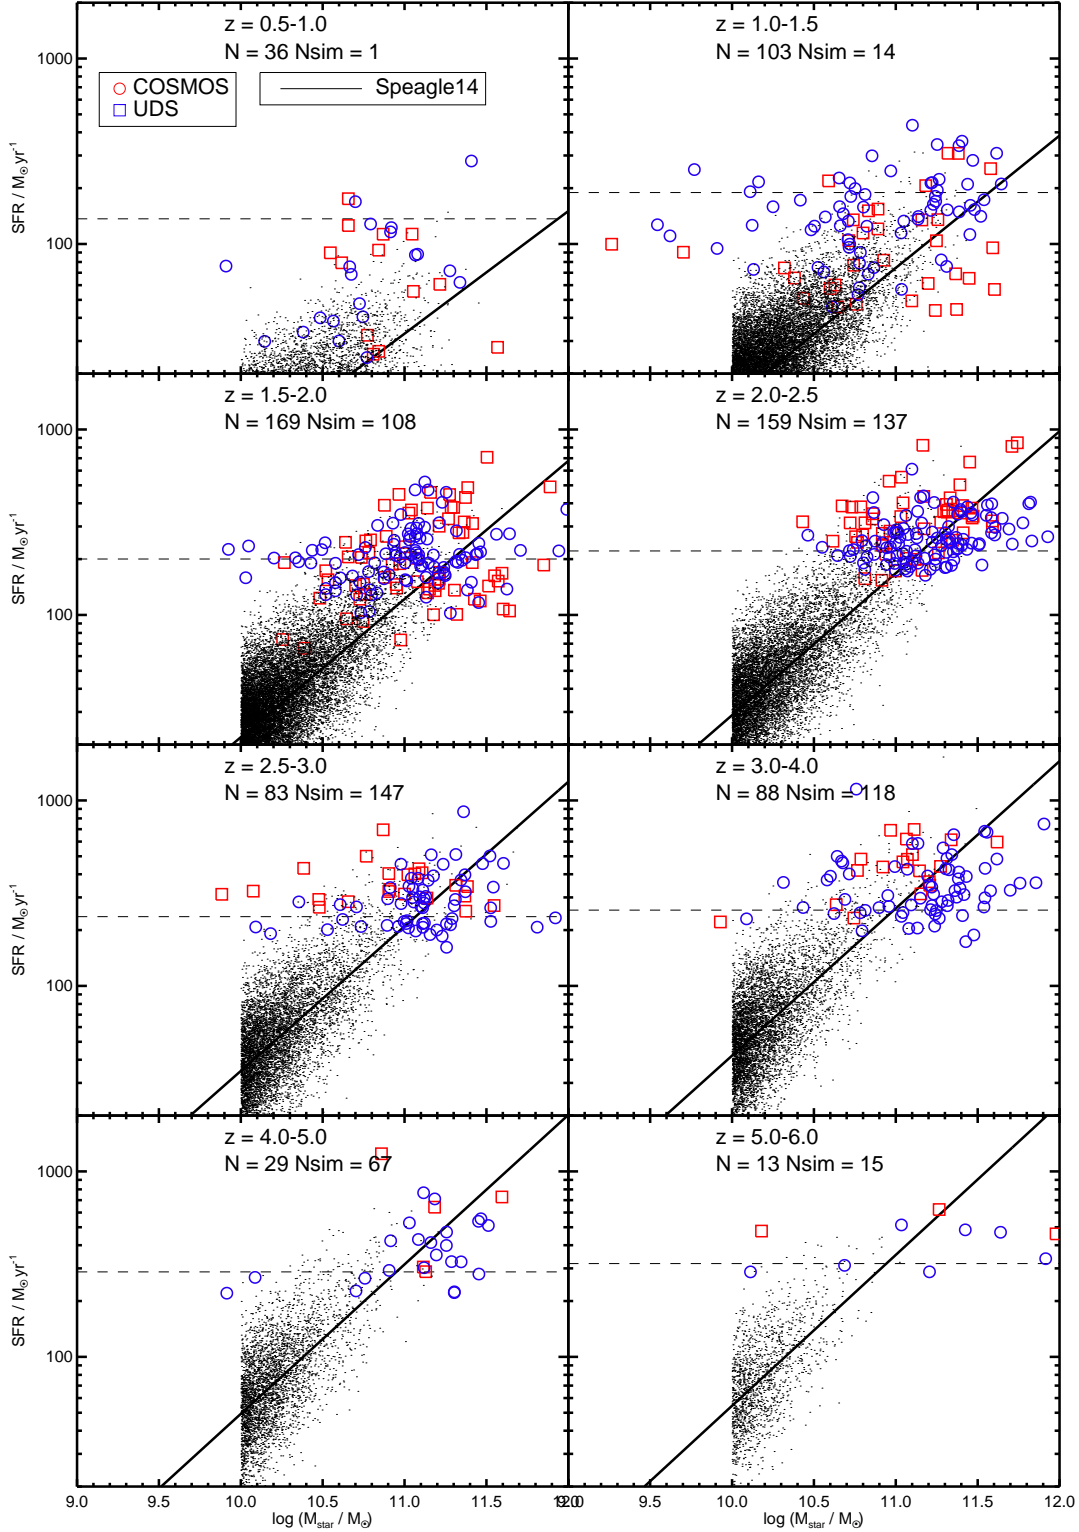 z = 0.5-1.0
N = 36 Nsim = 1
COSMOS
UDS
Speagle14
z = 1.0-1.5
N = 103 Nsim = 14
1000
100
SFR / M☉ yr⁻¹
z = 1.5-2.0
N = 169 Nsim = 108
z = 2.0-2.5
N = 159 Nsim = 137
1000
100
SFR / M☉ yr⁻¹
z = 2.5-3.0
N = 83 Nsim = 147
z = 3.0-4.0
N = 88 Nsim = 118
1000
100
SFR / M☉ yr⁻¹
z = 4.0-5.0
N = 29 Nsim = 67
z = 5.0-6.0
N = 13 Nsim = 15
1000
100
SFR / M☉ yr⁻¹
9.0 10.0 10.5 11.0 11.5 12.0
9.0 9.5 10.0 10.5 11.0 11.5 12.0
log (Mstar / M☉)
log (Mstar / M☉)